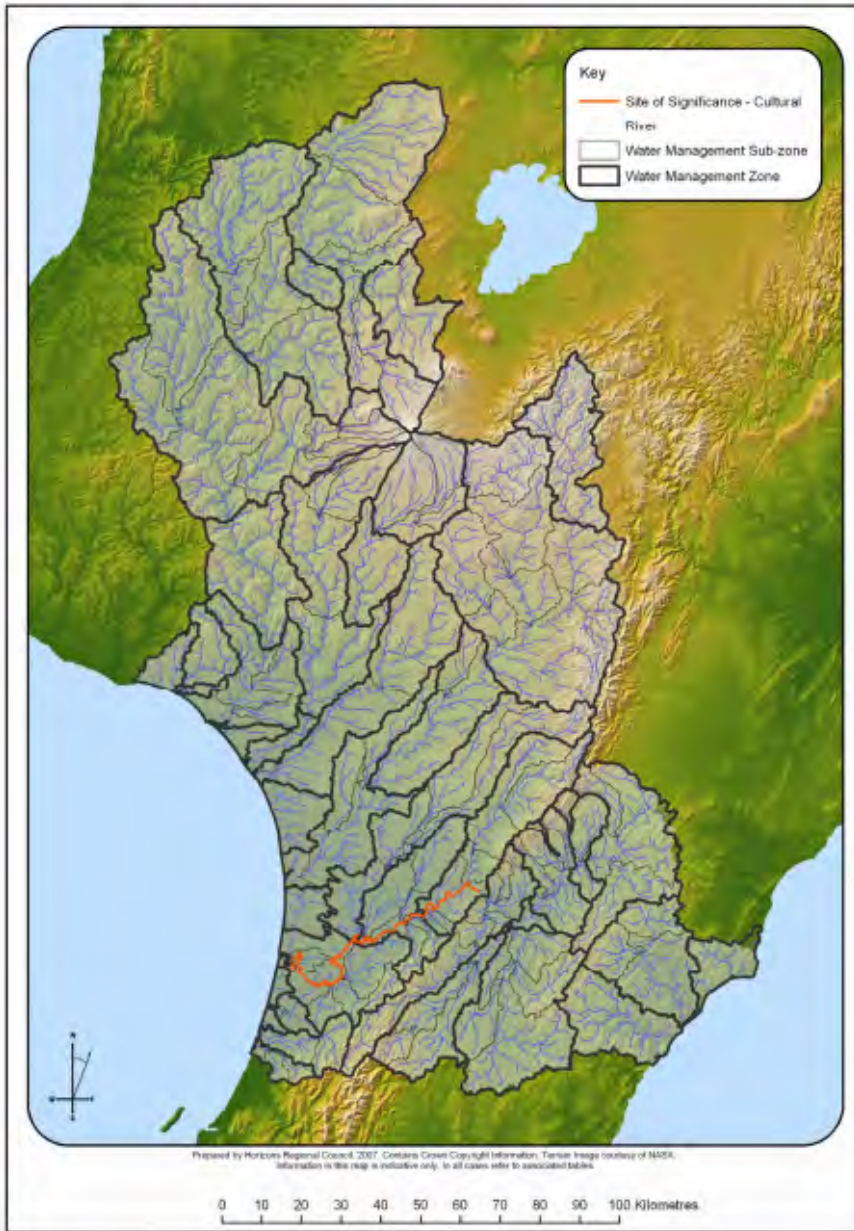 Key
Site of Significance - Cultural
River
Water Management Sub-zone
Water Management Zone
Prepared by Horizons Regional Council, 2007. Contains Crown Copyright Information. Terrain Image courtesy of NASA.
Information in this map is indicative only. In all cases refer to associated tables.
0 10 20 30 40 50 60 70 80 90 100 Kilometres